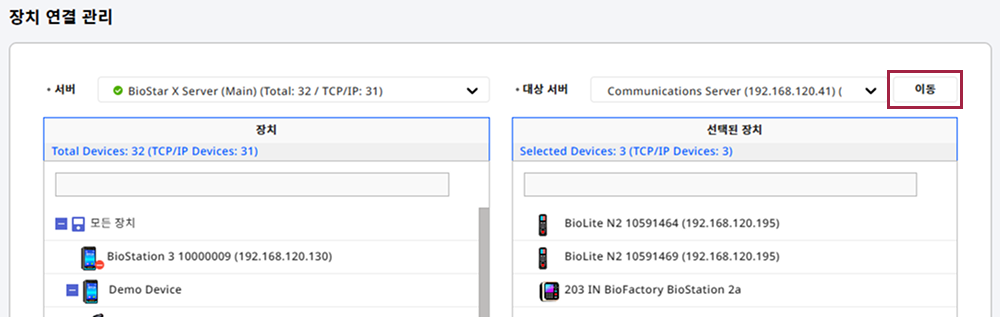 장치 연결 관리
• 서버
BioStar X Server (Main) (Total: 32 / TCP/IP: 31)
• 대상 서버
Communications Server (192.168.120.41) (
이동
장치
Total Devices: 32 (TCP/IP Devices: 31)
모든 장치
BioStation 3 10000009 (192.168.120.130)
Demo Device
선택된 장치
Selected Devices: 3 (TCP/IP Devices: 3)
BioLite N2 10591464 (192.168.120.195)
BioLite N2 10591469 (192.168.120.195)
203 IN BioFactory BioStation 2a